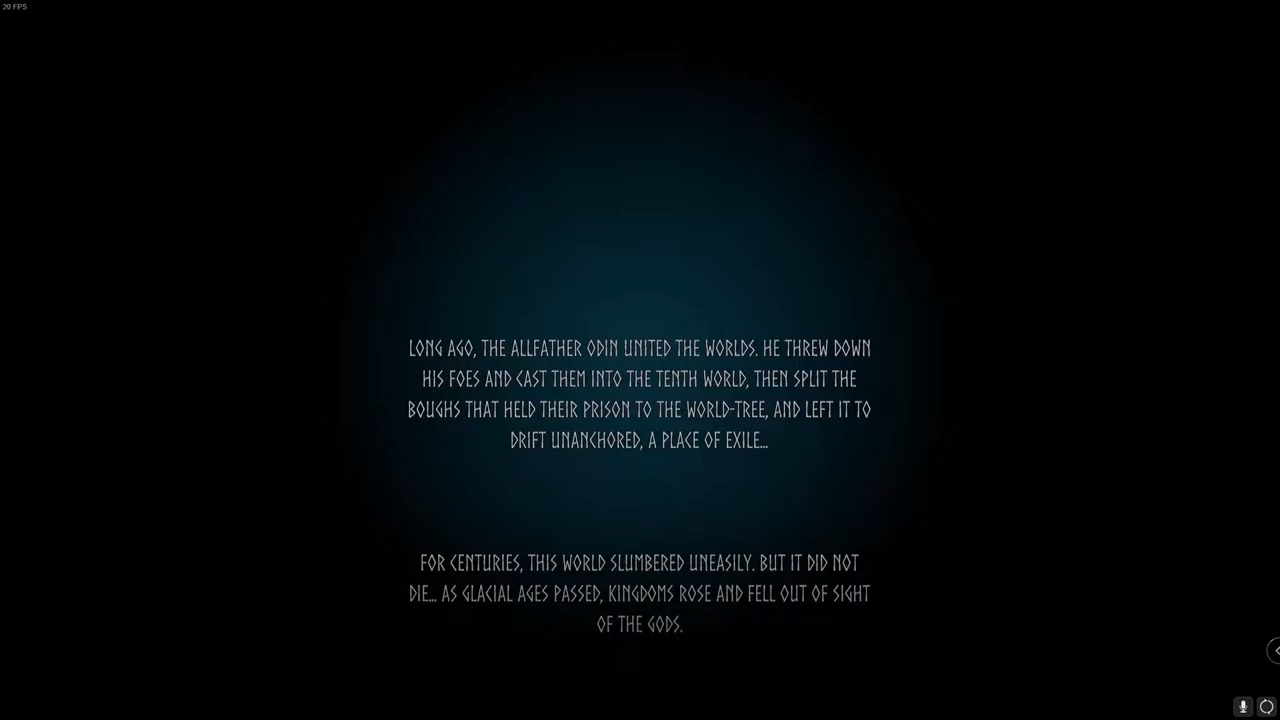 20 FPS
LONG AGO, THE ALLFATHER ODIN UNITED THE WORLDS. HE THREW DOWN
HIS FOES AND CAST THEM INTO THE TENTH WORLD, THEN SPLIT THE
BOUGHS THAT HELD THEIR PRISON TO THE WORLD-TREE, AND LEFT IT TO
DRIFT UNANCHORED, A PLACE OF EXILE...
FOR CENTURIES, THIS WORLD SLUMBERED UNEASILY. BUT IT DID NOT
DIE... AS GLACIAL AGES PASSED, KINGDOMS ROSE AND FELL OUT OF SIGHT
OF THE GODS.